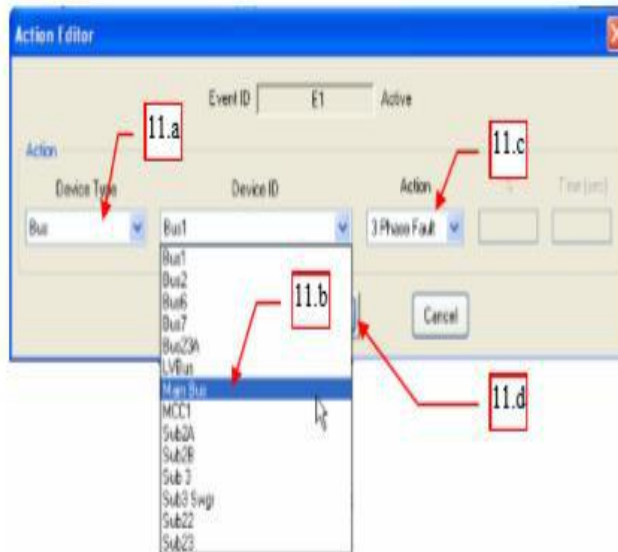 Action Editor
Event ID E1 Active
11.a
11.c
Action
Device Type Device ID Action % Time (sec)
Bus Bus1 3 Phase Fault
Bus1
Bus2
Bus6
Bus7
Bus23A
LVBus
Main Bus
MCC1
Sub2A
Sub2B
Sub 3
Sub3 Swgr
Sub22
Sub23
11.b
Cancel
11.d